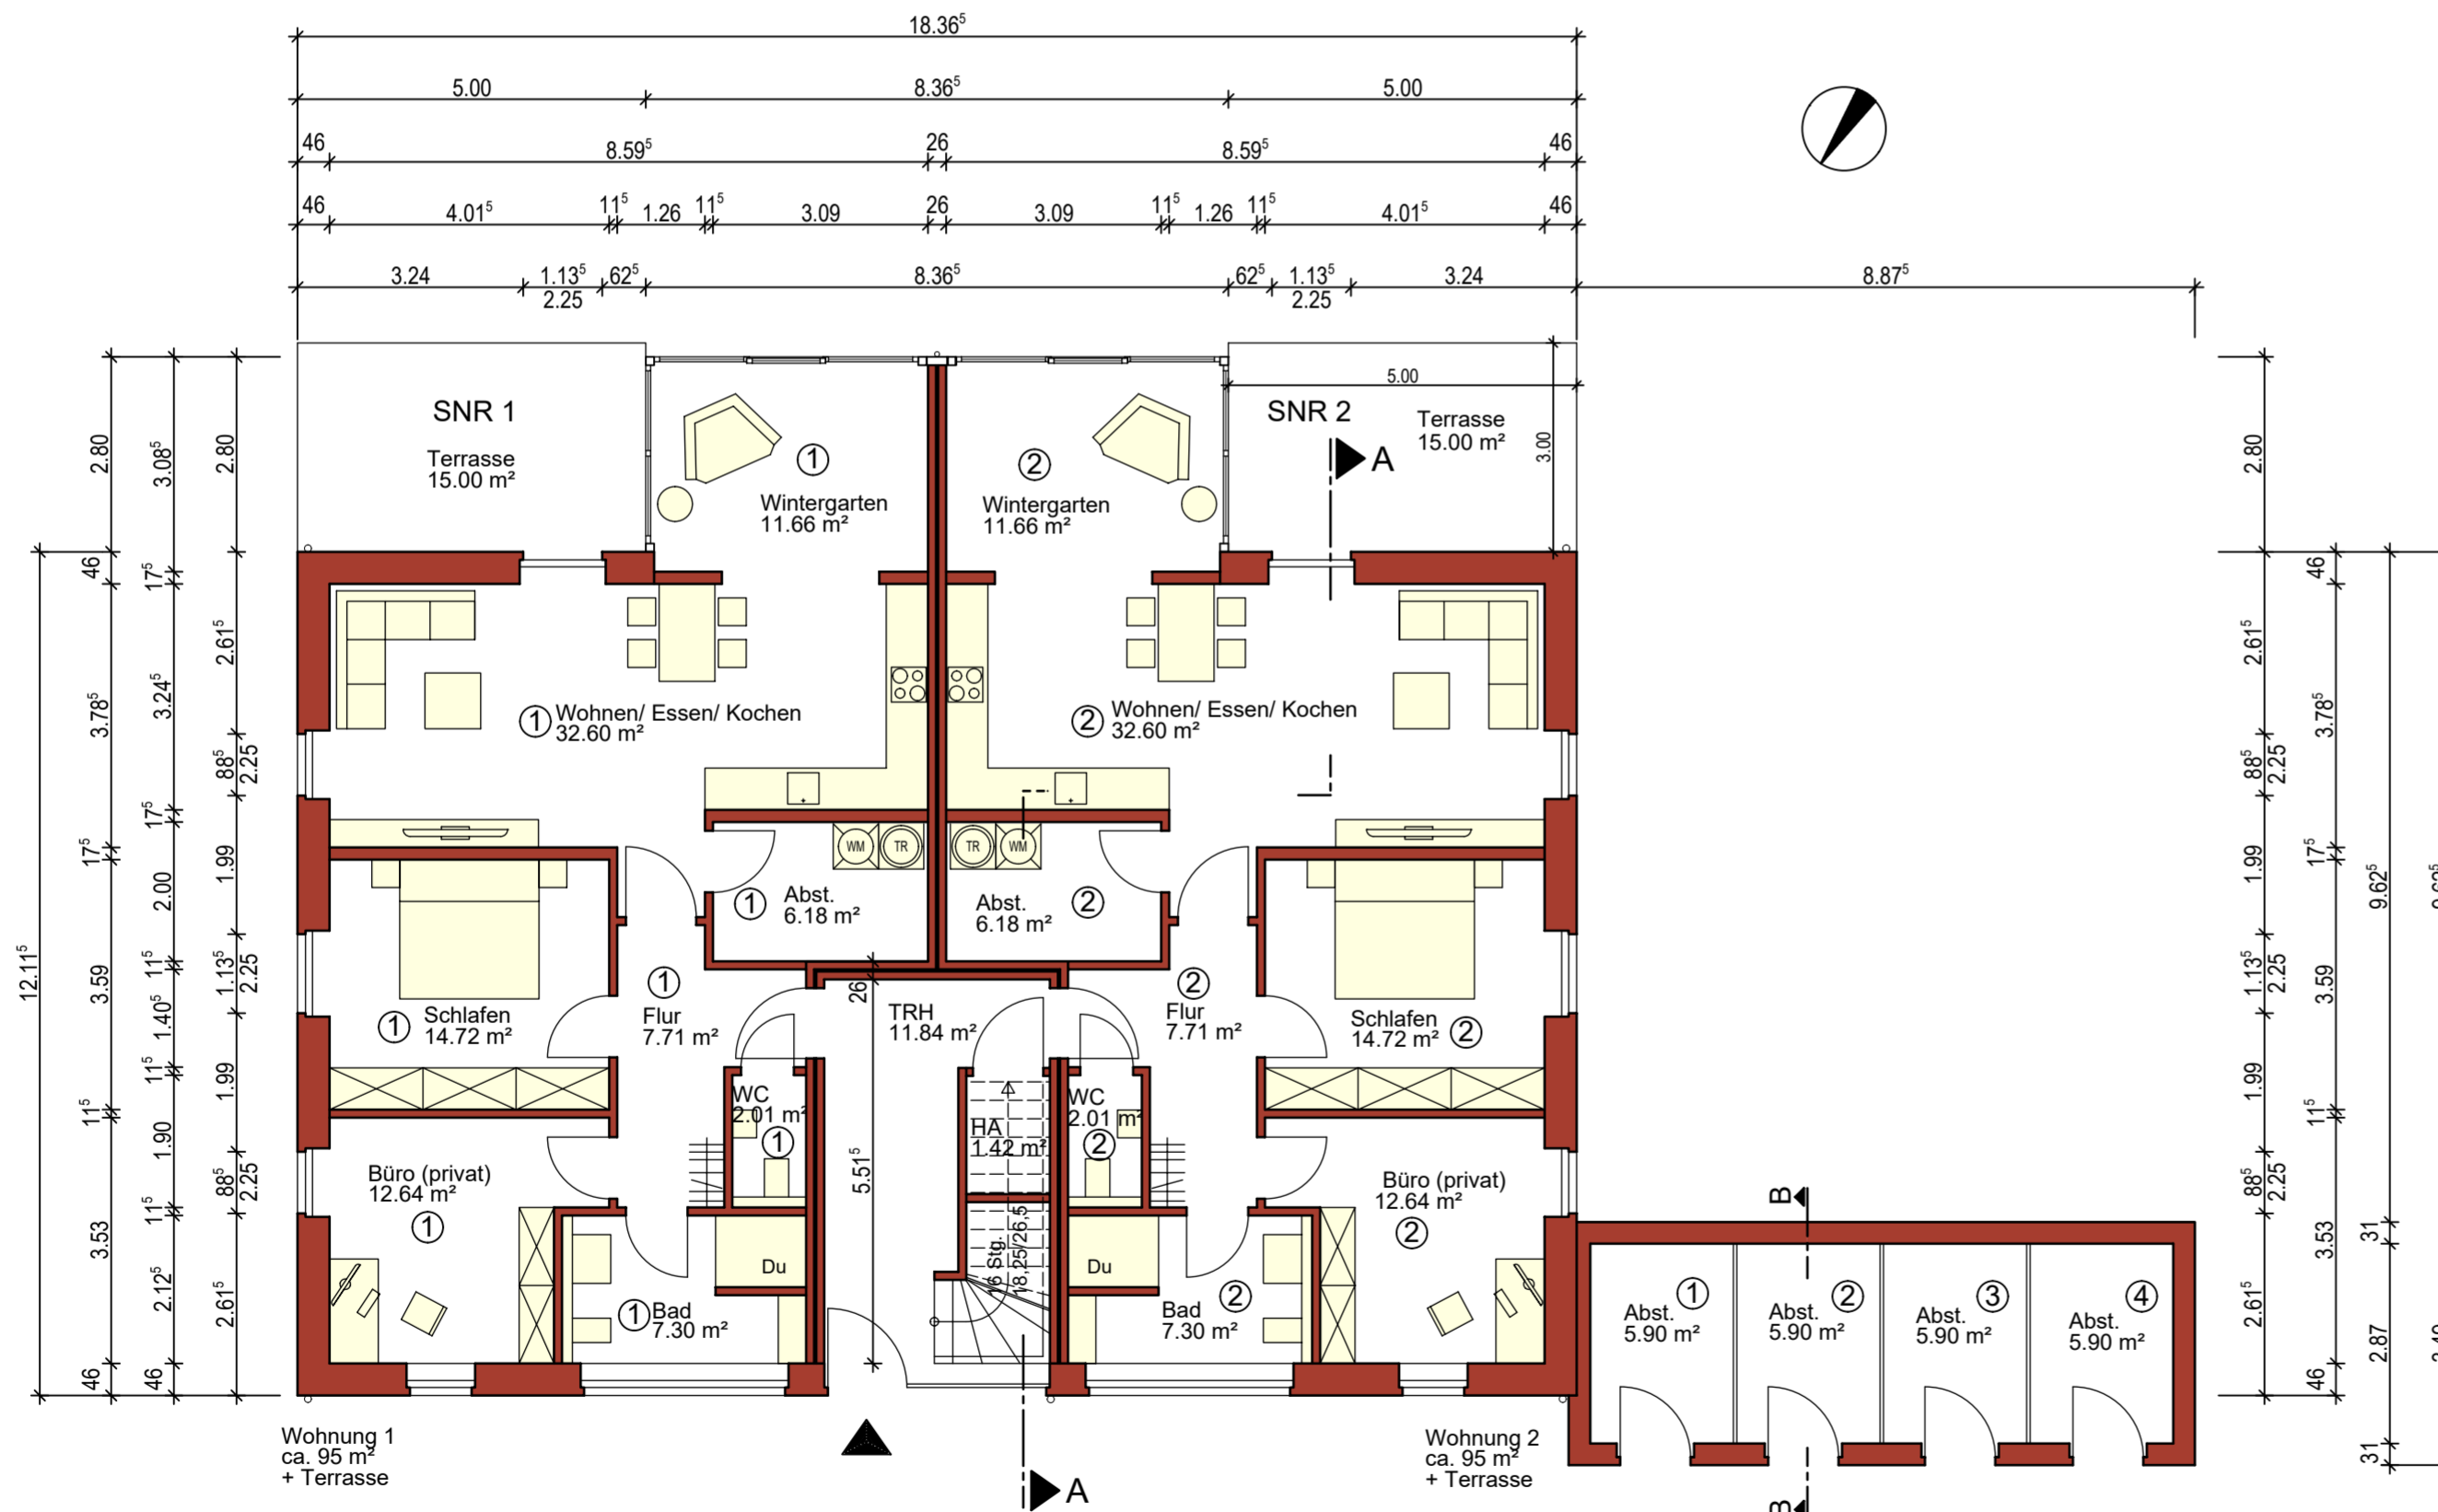 18.36⁵
5.00 8.36⁵ 5.00
46 8.59⁵ 26 8.59⁵ 46
46 4.01⁵ 11⁵ 1.26 11⁵ 3.09 26 3.09 11⁵ 1.26 11⁵ 4.01⁵ 46
3.24 1.13⁵ 62⁵ 8.36⁵ 62⁵ 1.13⁵ 3.24 8.87⁵
2.25 2.25
12.11⁵
2.80 46 3.78⁵ 17⁵ 3.59 11⁵ 3.53 46
3.08⁵ 17⁵ 3.24⁵ 17⁵ 2.00 11⁵ 1.40⁵ 11⁵ 1.90 11⁵ 2.12⁵ 46
2.80 2.61⁵ 88⁵ 1.99 1.13⁵ 1.99 88⁵ 2.61⁵
2.25 2.25 2.25
SNR 1
Terrasse
15.00 m²
SNR 2
Terrasse
15.00 m²
5.00
3.00
A
1
Wintergarten
11.66 m²
2
Wintergarten
11.66 m²
1 Wohnen/ Essen/ Kochen
32.60 m²
2 Wohnen/ Essen/ Kochen
32.60 m²
WM TR TR WM
1 Abst.
6.18 m²
Abst. 2
6.18 m²
1
Flur
7.71 m²
26
TRH
11.84 m²
2
Flur
7.71 m²
Schlafen
1 14.72 m²
Schlafen
14.72 m² 2
WC
2.01 m²
1
HA
1.42 m²
WC
2.01 m²
2
5.51⁵
16 Stg.
18,25/26,5
Büro (privat)
12.64 m²
1
Büro (privat)
12.64 m²
2
Du
Du
1 Bad
7.30 m²
2
Bad
7.30 m²
B
Abst. 1
5.90 m²
Abst. 2
5.90 m²
Abst. 3
5.90 m²
Abst. 4
5.90 m²
2.80 2.61⁵ 88⁵ 1.99 1.13⁵ 1.99 88⁵ 2.61⁵
2.25 2.25 2.25
46 3.78⁵ 17⁵ 3.59 11⁵ 3.53 46
9.62⁵ 31 2.87 31
Wohnung 1
ca. 95 m²
+ Terrasse
Wohnung 2
ca. 95 m²
+ Terrasse
A
B